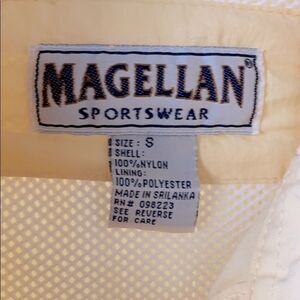 MAGELLAN
SPORTSWEAR
SIZE: S
SHELL:
100%NYLON
LINING:
100%POLYESTER
MADE IN SRILANKA
RN# 098223
SEE REVERSE
FOR CARE